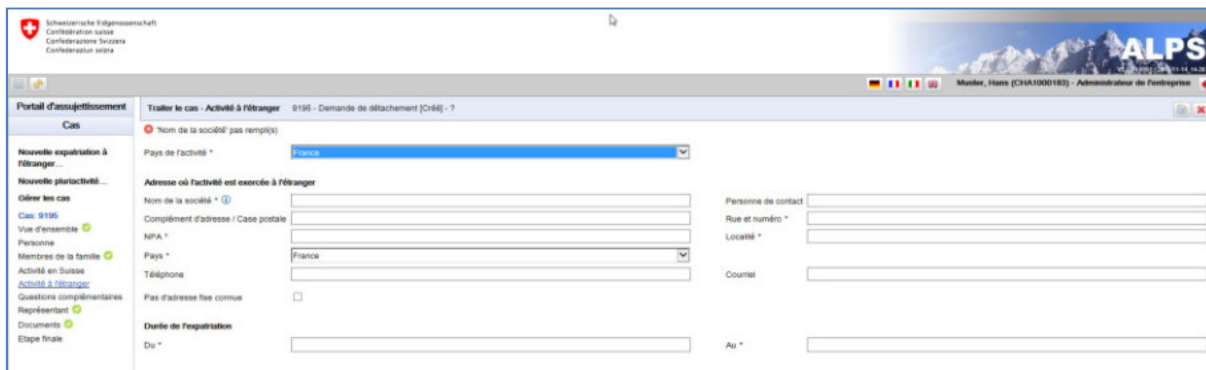 Schweizerische Eidgenossenschaft
Confédération suisse
Confederazione Svizzera
Confederaziun svizra
ALPS
Muster, Hans (CHA1000183) - Administrateur de l'entreprise
Portail d'assujettissement
Cas
Nouvelle expatriation à
l'étranger...
Nouvelle pluriactivité...
Gérer les cas
Cas: 9195
Vue d'ensemble
Personne
Membres de la famille
Activité en Suisse
Activité à l'étranger
Questions complémentaires
Représentant
Documents
Etape finale
Traiter le cas - Activité à l'étranger 9195 - Demande de détachement [Créé] - ?
'Nom de la société' pas rempli(s)
Pays de l'activité * France
Adresse où l'activité est exercée à l'étranger
Nom de la société * Personne de contact
Complément d'adresse / Case postale Rue et numéro *
NPA * Localité *
Pays * France
Téléphone Courriel
Pas d'adresse fixe connue
Durée de l'expatriation
Du * Au *